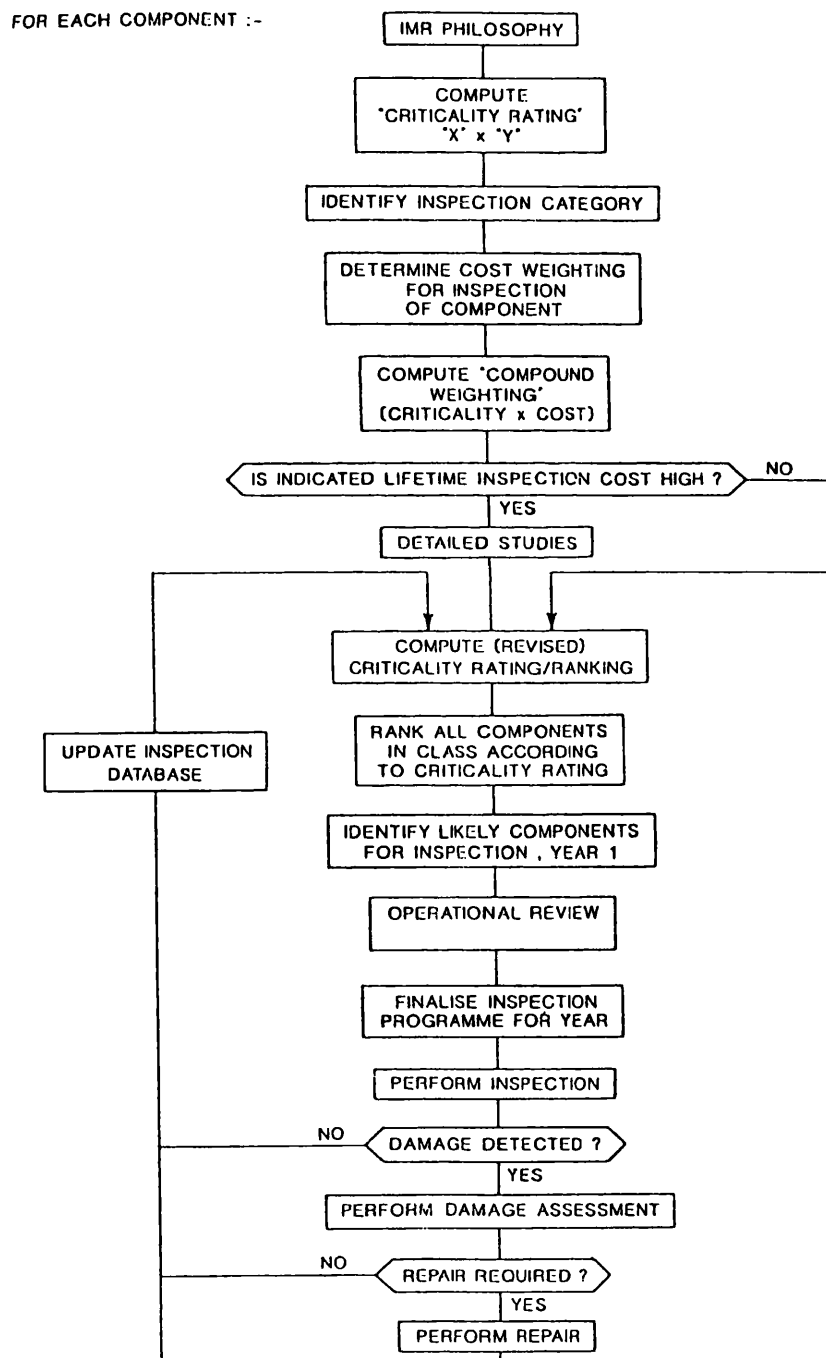 FOR EACH COMPONENT :-
IMR PHILOSOPHY
COMPUTE
"CRITICALITY RATING"
"X" x "Y"
IDENTIFY INSPECTION CATEGORY
DETERMINE COST WEIGHTING
FOR INSPECTION
OF COMPONENT
COMPUTE "COMPOUND
WEIGHTING"
(CRITICALITY x COST)
IS INDICATED LIFETIME INSPECTION COST HIGH ?
NO
YES
DETAILED STUDIES
COMPUTE (REVISED)
CRITICALITY RATING/RANKING
UPDATE INSPECTION
DATABASE
RANK ALL COMPONENTS
IN CLASS ACCORDING
TO CRITICALITY RATING
IDENTIFY LIKELY COMPONENTS
FOR INSPECTION , YEAR 1
OPERATIONAL REVIEW
FINALISE INSPECTION
PROGRAMME FOR YEAR
PERFORM INSPECTION
NO
DAMAGE DETECTED ?
YES
PERFORM DAMAGE ASSESSMENT
NO
REPAIR REQUIRED ?
YES
PERFORM REPAIR